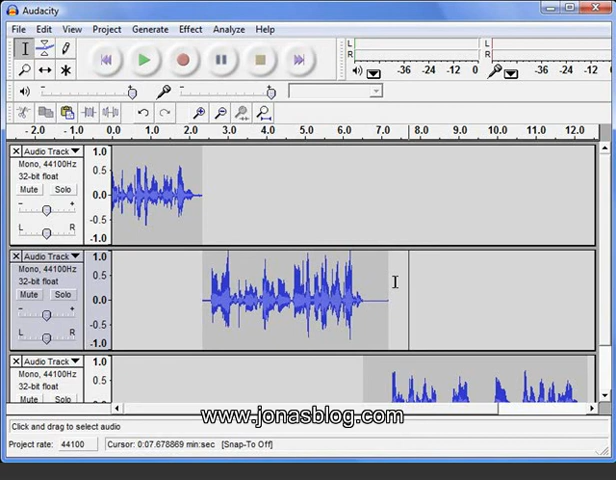 Audacity
File Edit View Project Generate Effect Analyze Help
L
R
-36 -24 -12 0
L
R
-36 -24 -12 0
- +
- +
-2.0 -1.0 0.0 1.0 2.0 3.0 4.0 5.0 6.0 7.0 8.0 9.0 10.0 11.0 12.0
Audio Track
Mono, 44100Hz
32-bit float
Mute Solo
- +
L R
1.0
0.5
0.0
-0.5
-1.0
Audio Track
Mono, 44100Hz
32-bit float
Mute Solo
- +
L R
1.0
0.5
0.0
-0.5
-1.0
Audio Track
Mono, 44100Hz
32-bit float
1.0
0.5
www.jonasblog.com
Click and drag to select audio
Project rate: 44100 Cursor: 0:07.678869 min:sec [Snap-To Off]